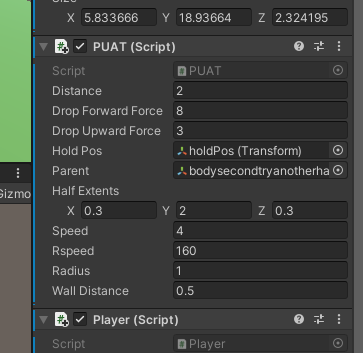 X 5.833666 Y 18.93664 Z 2.324195
PUAT (Script)
Script PUAT
Distance 2
Drop Forward Force 8
Drop Upward Force 3
Hold Pos holdPos (Transform)
Parent bodysecondtryanotherha
Half Extents
Gizmo
X 0.3 Y 2 Z 0.3
Speed 4
Rspeed 160
Radius 1
Wall Distance 0.5
Player (Script)
Script Player